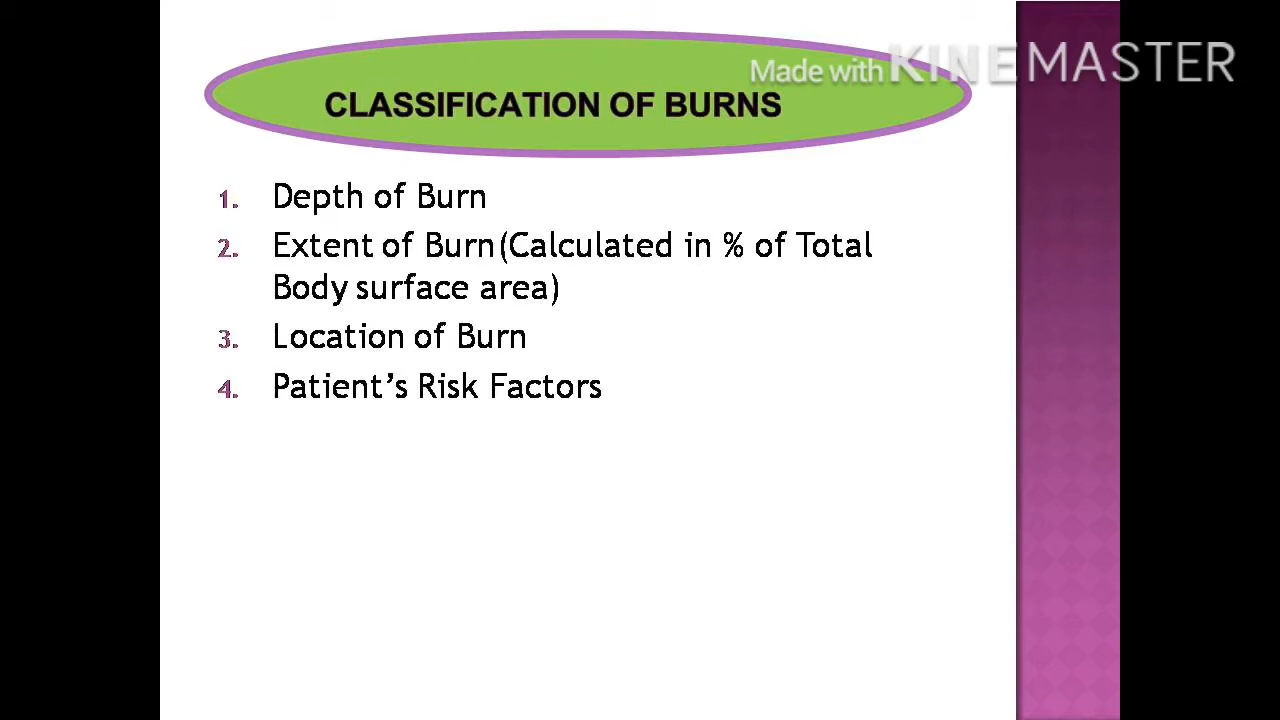 Made with KINEMASTER
CLASSIFICATION OF BURNS
1. Depth of Burn
2. Extent of Burn(Calculated in % of Total
Body surface area)
3. Location of Burn
4. Patient’s Risk Factors